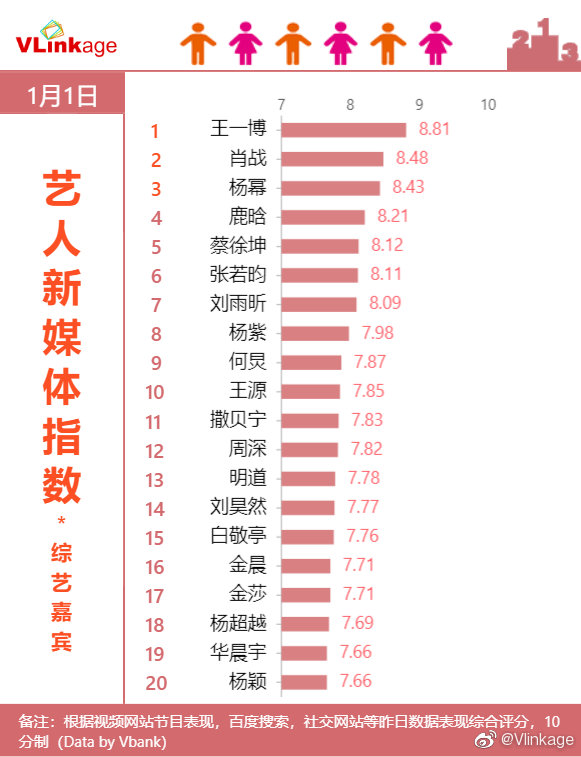 VLinkage
1 2 3
1月1日
艺人新媒体指数
*综艺嘉宾
7 8 9 10
1 王一博 8.81
2 肖战 8.48
3 杨幂 8.43
4 鹿晗 8.21
5 蔡徐坤 8.12
6 张若昀 8.11
7 刘雨昕 8.09
8 杨紫 7.98
9 何炅 7.87
10 王源 7.85
11 撒贝宁 7.83
12 周深 7.82
13 明道 7.78
14 刘昊然 7.77
15 白敬亭 7.76
16 金晨 7.71
17 金莎 7.71
18 杨超越 7.69
19 华晨宇 7.66
20 杨颖 7.66
备注：根据视频网站节目表现，百度搜索，社交网站等昨日数据表现综合评分，10
分制（Data by Vbank)
@Vlinkage